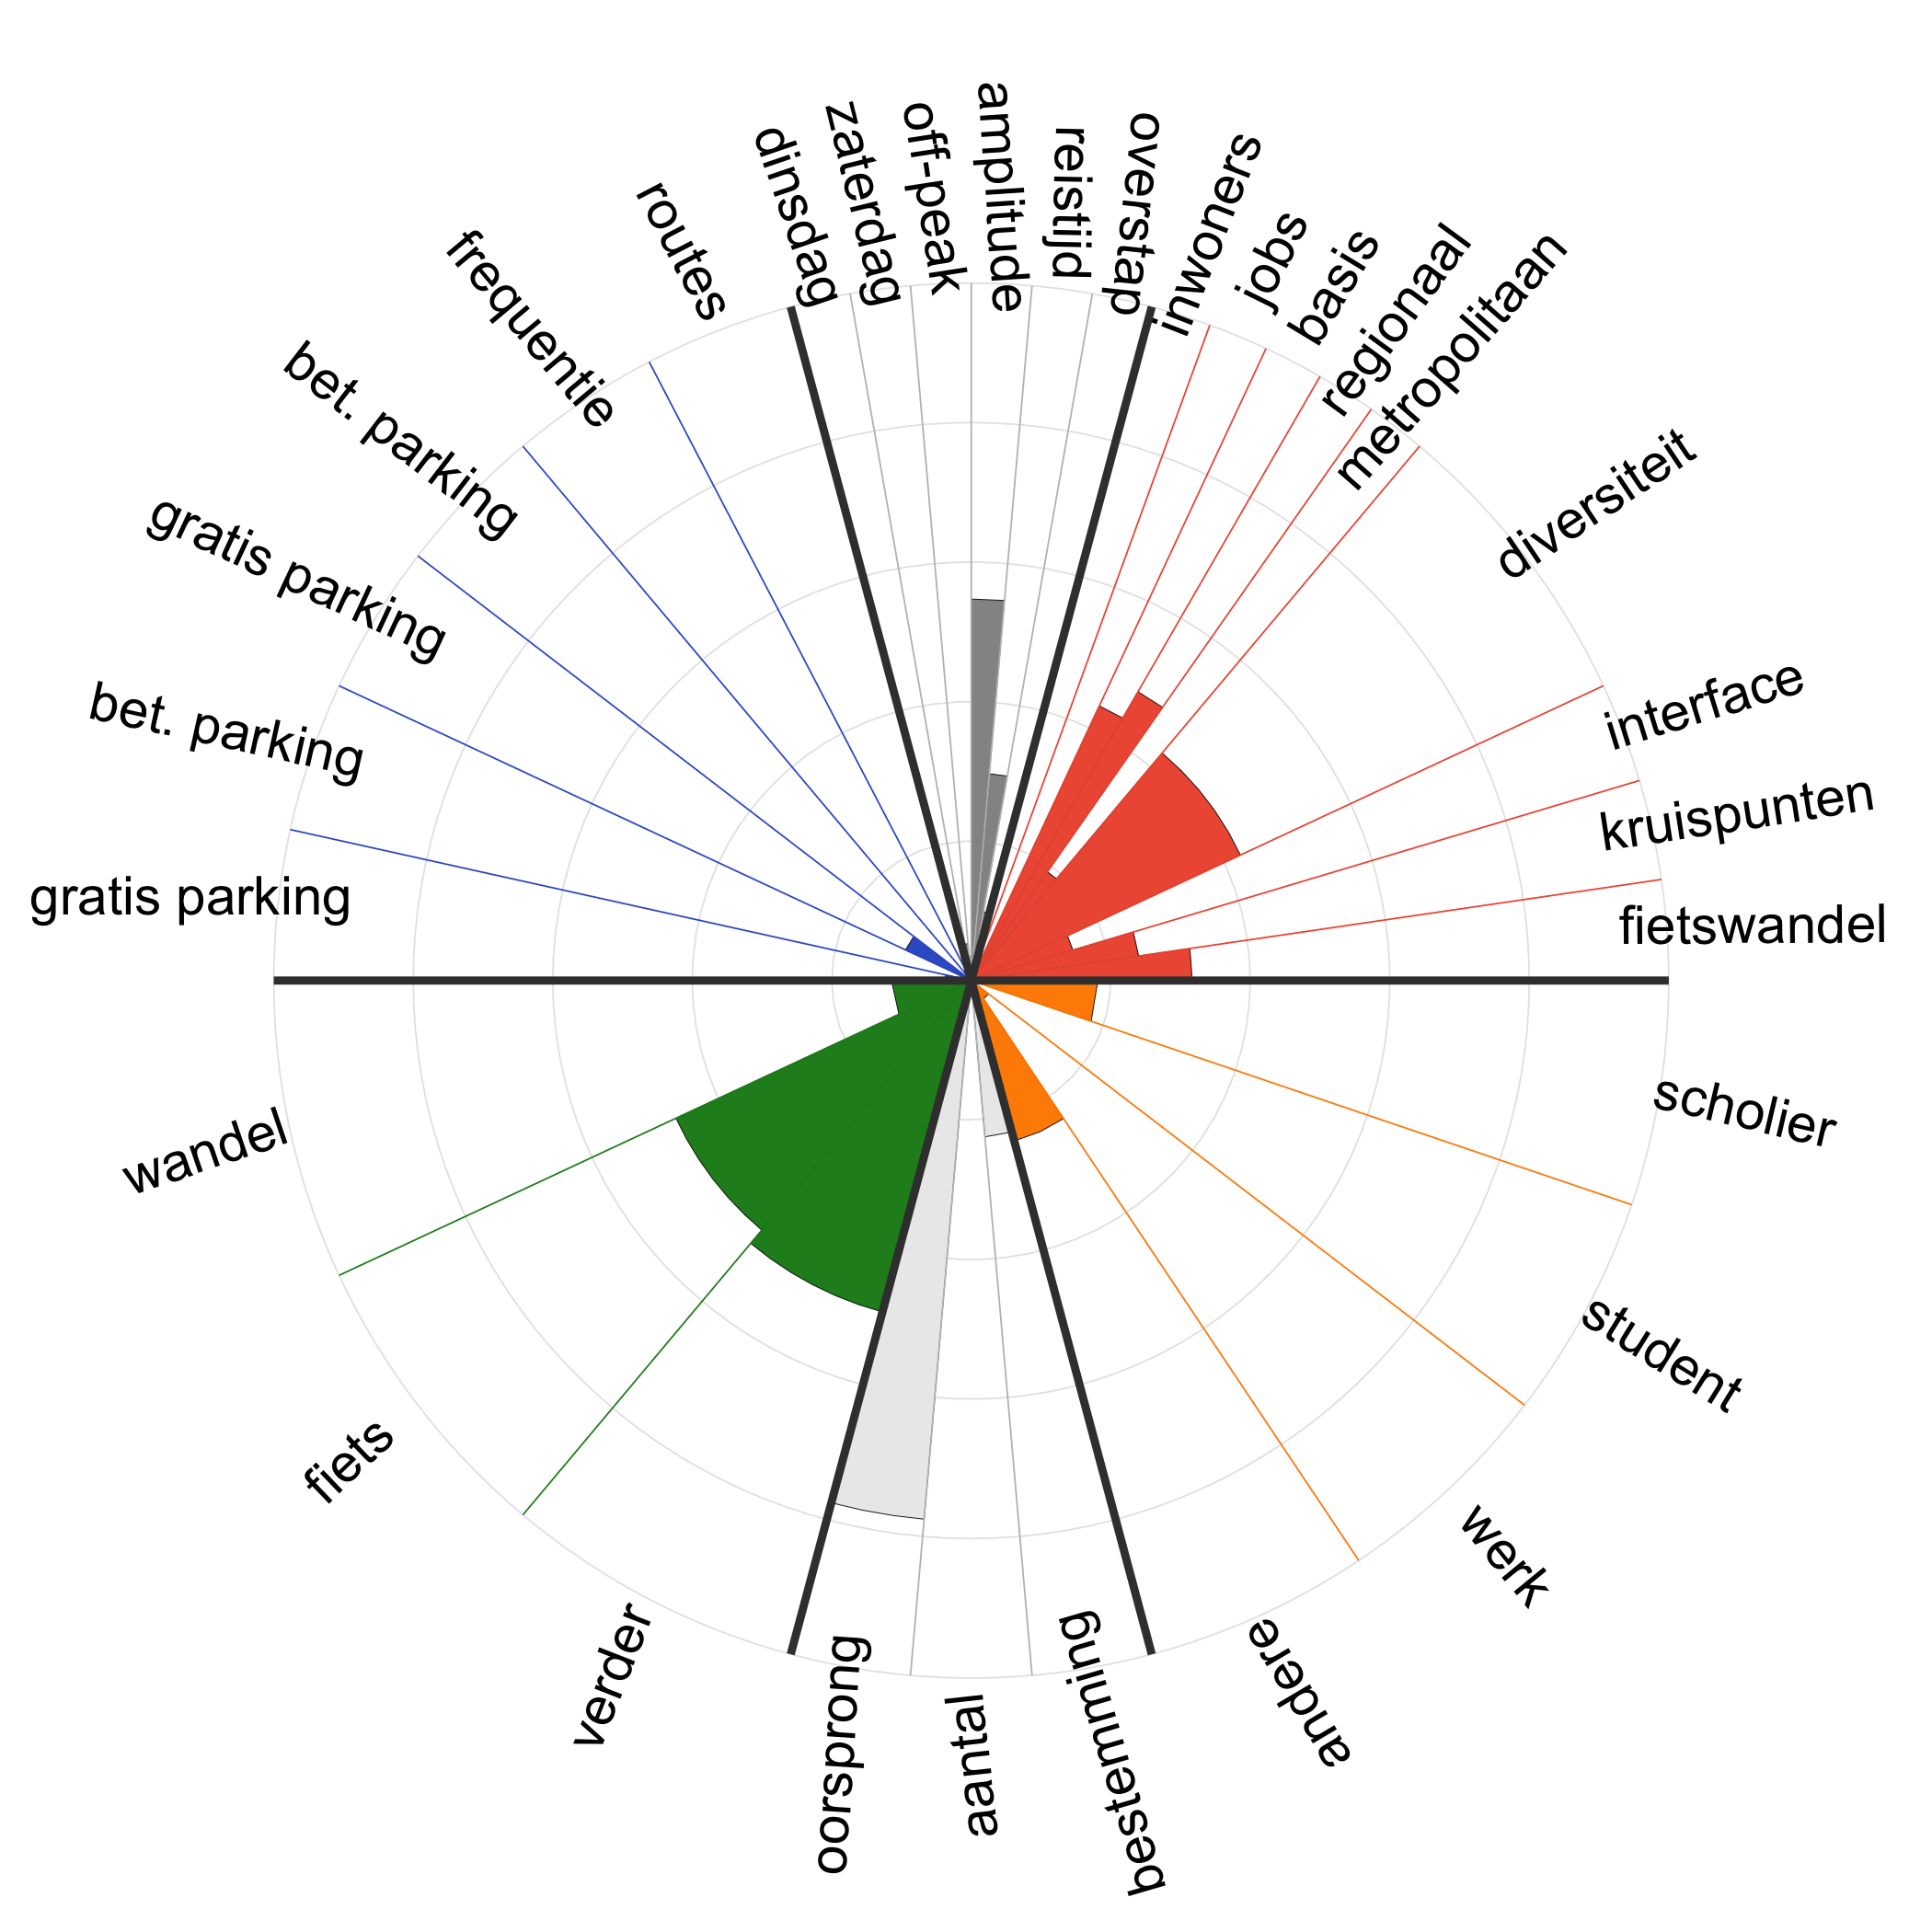 dinsdag
zaterdag
off-peak
amplitude
reistijd
overstap
inwoners
jobs
basis
regionaal
metropolitaan
diversiteit
interface
kruispunten
fietswandel
scholier
student
werk
andere
bestemming
aantal
oorsprong
verder
fiets
wandel
gratis parking
bet. parking
gratis parking
bet. parking
frequentie
routes